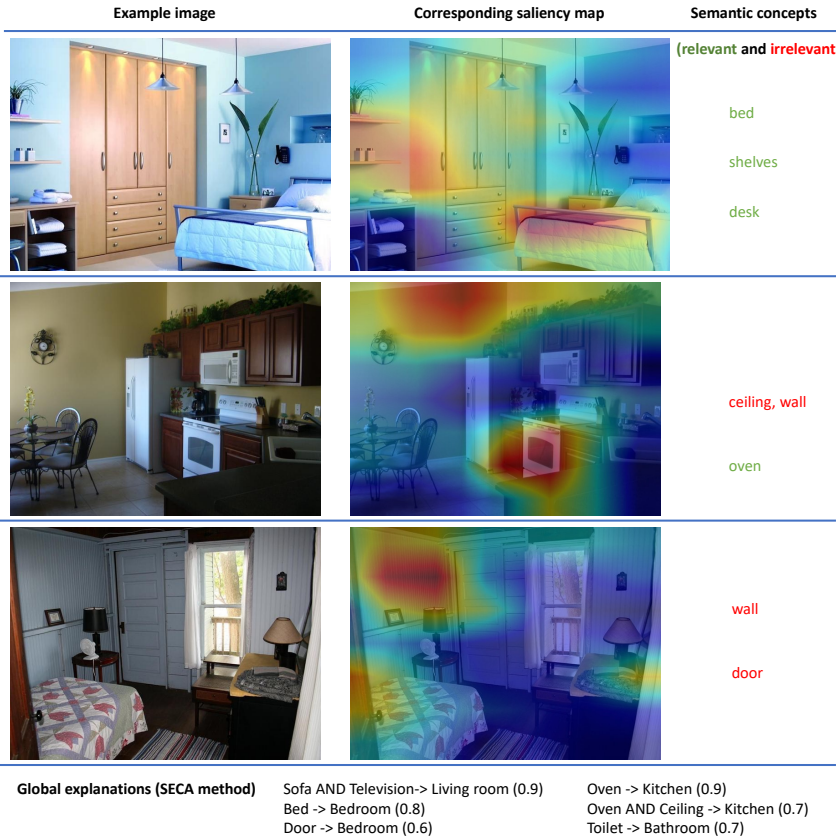 Example image
Corresponding saliency map
Semantic concepts
(relevant and irrelevant
bed
shelves
desk
ceiling, wall
oven
wall
door
Global explanations (SECA method)
Sofa AND Television-> Living room (0.9)
Oven -> Kitchen (0.9)
Bed -> Bedroom (0.8)
Oven AND Ceiling -> Kitchen (0.7)
Door -> Bedroom (0.6)
Toilet -> Bathroom (0.7)